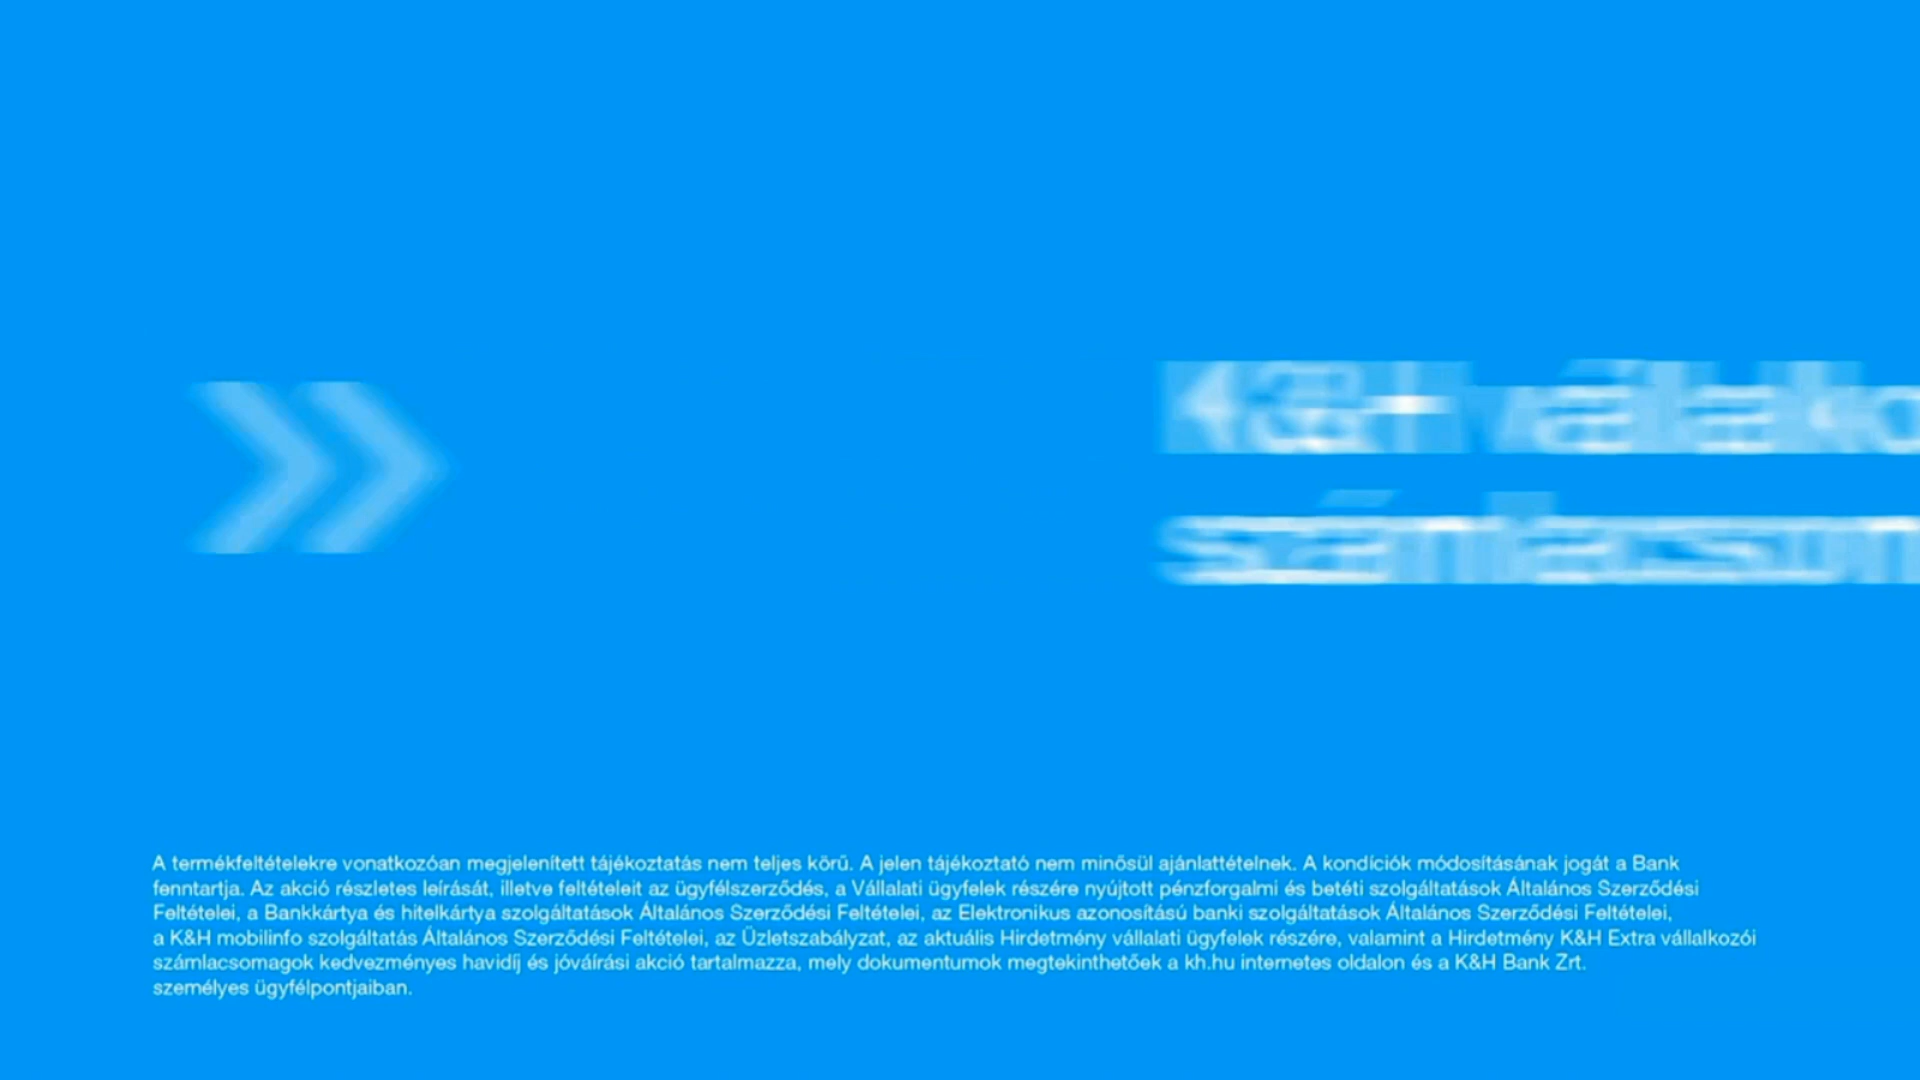 K&H vállalko
számlacsom
A termékfeltételekre vonatkozóan megjelenített tájékoztatás nem teljes körű. A jelen tájékoztató nem minősül ajánlattételnek. A kondíciók módosításának jogát a Bank
fenntartja. Az akció részletes leírását, illetve feltételeit az ügyfélszerződés, a Vállalati ügyfelek részére nyújtott pénzforgalmi és betéti szolgáltatások Általános Szerződési
Feltételei, a Bankkártya és hitelkártya szolgáltatások Általános Szerződési Feltételei, az Elektronikus azonosítású banki szolgáltatások Általános Szerződési Feltételei,
a K&H mobilinfo szolgáltatás Általános Szerződési Feltételei, az Üzletszabályzat, az aktuális Hirdetmény vállalati ügyfelek részére, valamint a Hirdetmény K&H Extra vállalkozói
számlacsomagok kedvezményes havidíj és jóváírási akció tartalmazza, mely dokumentumok megtekinthetőek a kh.hu internetes oldalon és a K&H Bank Zrt.
személyes ügyfélpontjaiban.